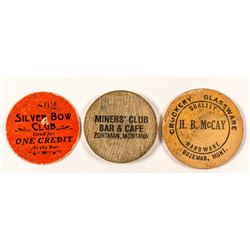 802
SILVER BOW
CLUB
Good for
ONE CREDIT
At the Bar
MINERS' CLUB
BAR & CAFE
ZORTMAN, MONTANA
CROCKERY GLASSWARE
QUALITY
H. B. McCAY
HARDWARE
BOZEMAN, MONT.